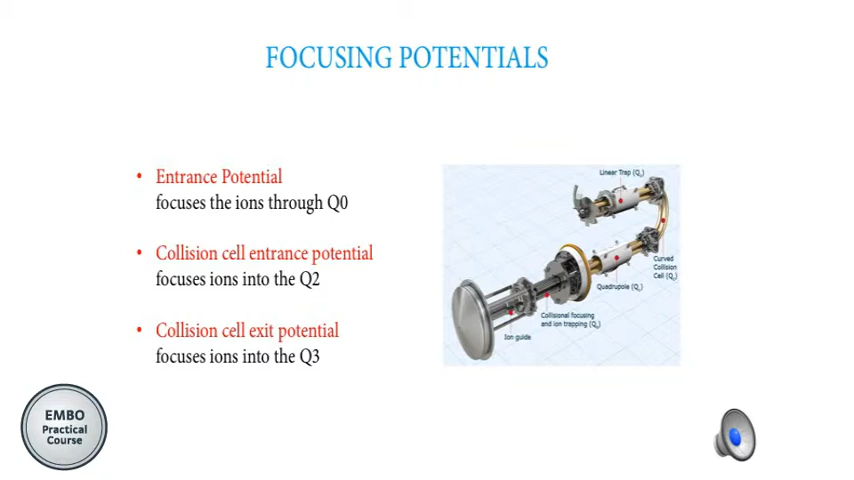 FOCUSING POTENTIALS
• Entrance Potential
focuses the ions through Q0
• Collision cell entrance potential
focuses ions into the Q2
• Collision cell exit potential
focuses ions into the Q3
Linear Trap (Q₃)
Curved
Collision
Cell (Q₂)
Quadrupole (Q₁)
Collisional focusing
and ion trapping (Q₀)
Ion guide
EMBO
Practical
Course